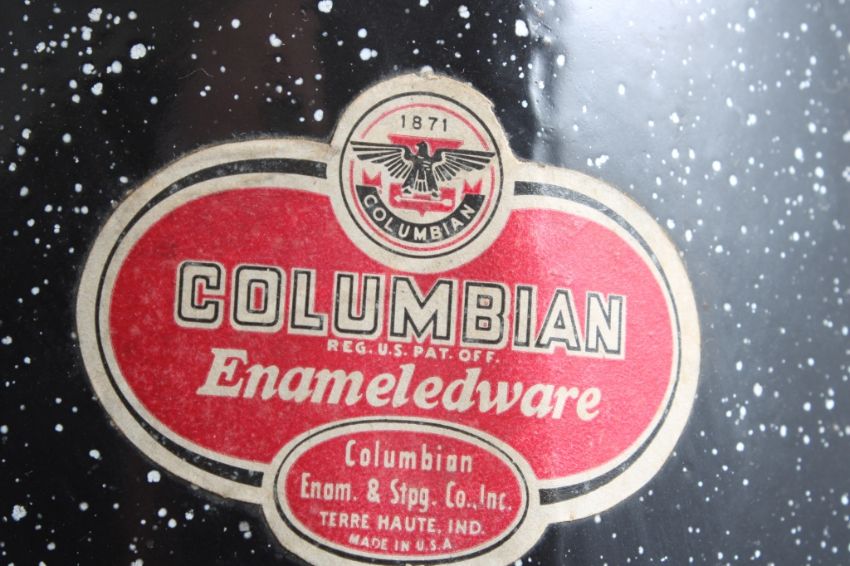 1871
COLUMBIAN
COLUMBIAN
REG. U.S. PAT. OFF.
Enameledware
Columbian
Enam. & Stpg. Co., Inc.
TERRE HAUTE, IND.
MADE IN U.S.A